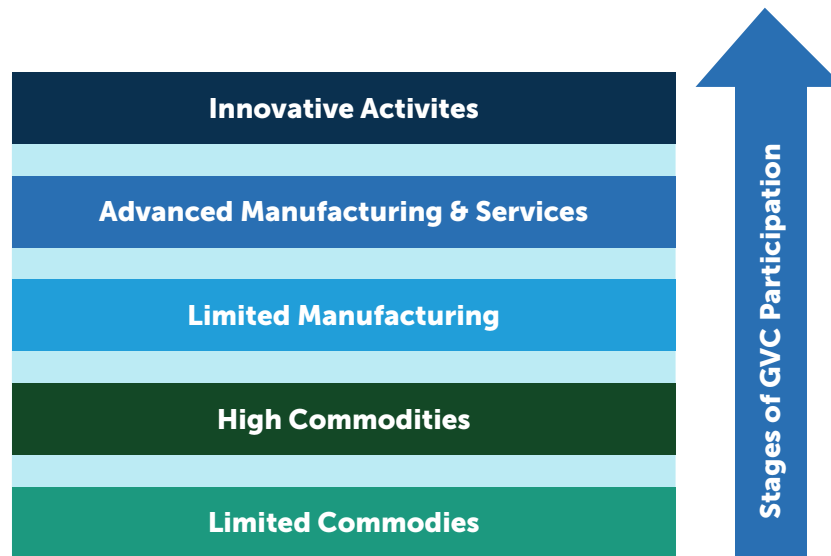 Innovative Activites
Advanced Manufacturing & Services
Limited Manufacturing
High Commodities
Limited Commodies
Stages of GVC Participation